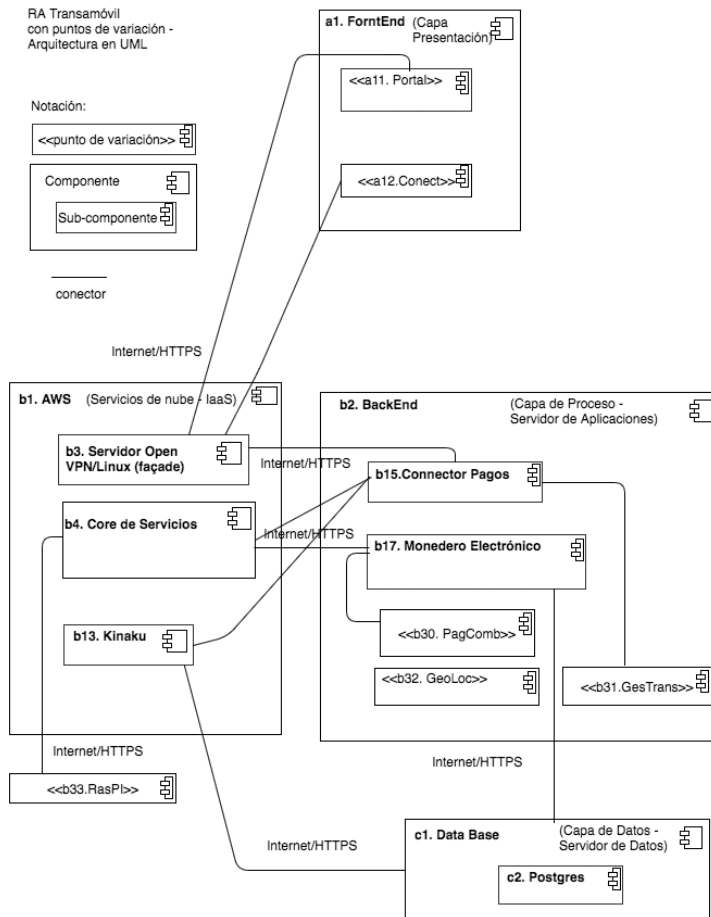 RA Transamóvil
con puntos de variación -
Arquitectura en UML
Notación:
<<punto de variación>>
Componente
Sub-componente
conector
a1. ForntEnd (Capa
Presentación)
<<a11. Portal>>
<<a12.Conect>>
Internet/HTTPS
b1. AWS (Servicios de nube - IaaS)
b3. Servidor Open
VPN/Linux (façade)
b4. Core de Servicios
b13. Kinaku
Internet/HTTPS
Internet/HTTPS
b2. BackEnd (Capa de Proceso -
Servidor de Aplicaciones)
b15.Connector Pagos
b17. Monedero Electrónico
<<b30. PagComb>>
<<b32. GeoLoc>>
<<b31.GesTrans>>
Internet/HTTPS
<<b33.RasPI>>
Internet/HTTPS
Internet/HTTPS
c1. Data Base (Capa de Datos -
Servidor de Datos)
c2. Postgres